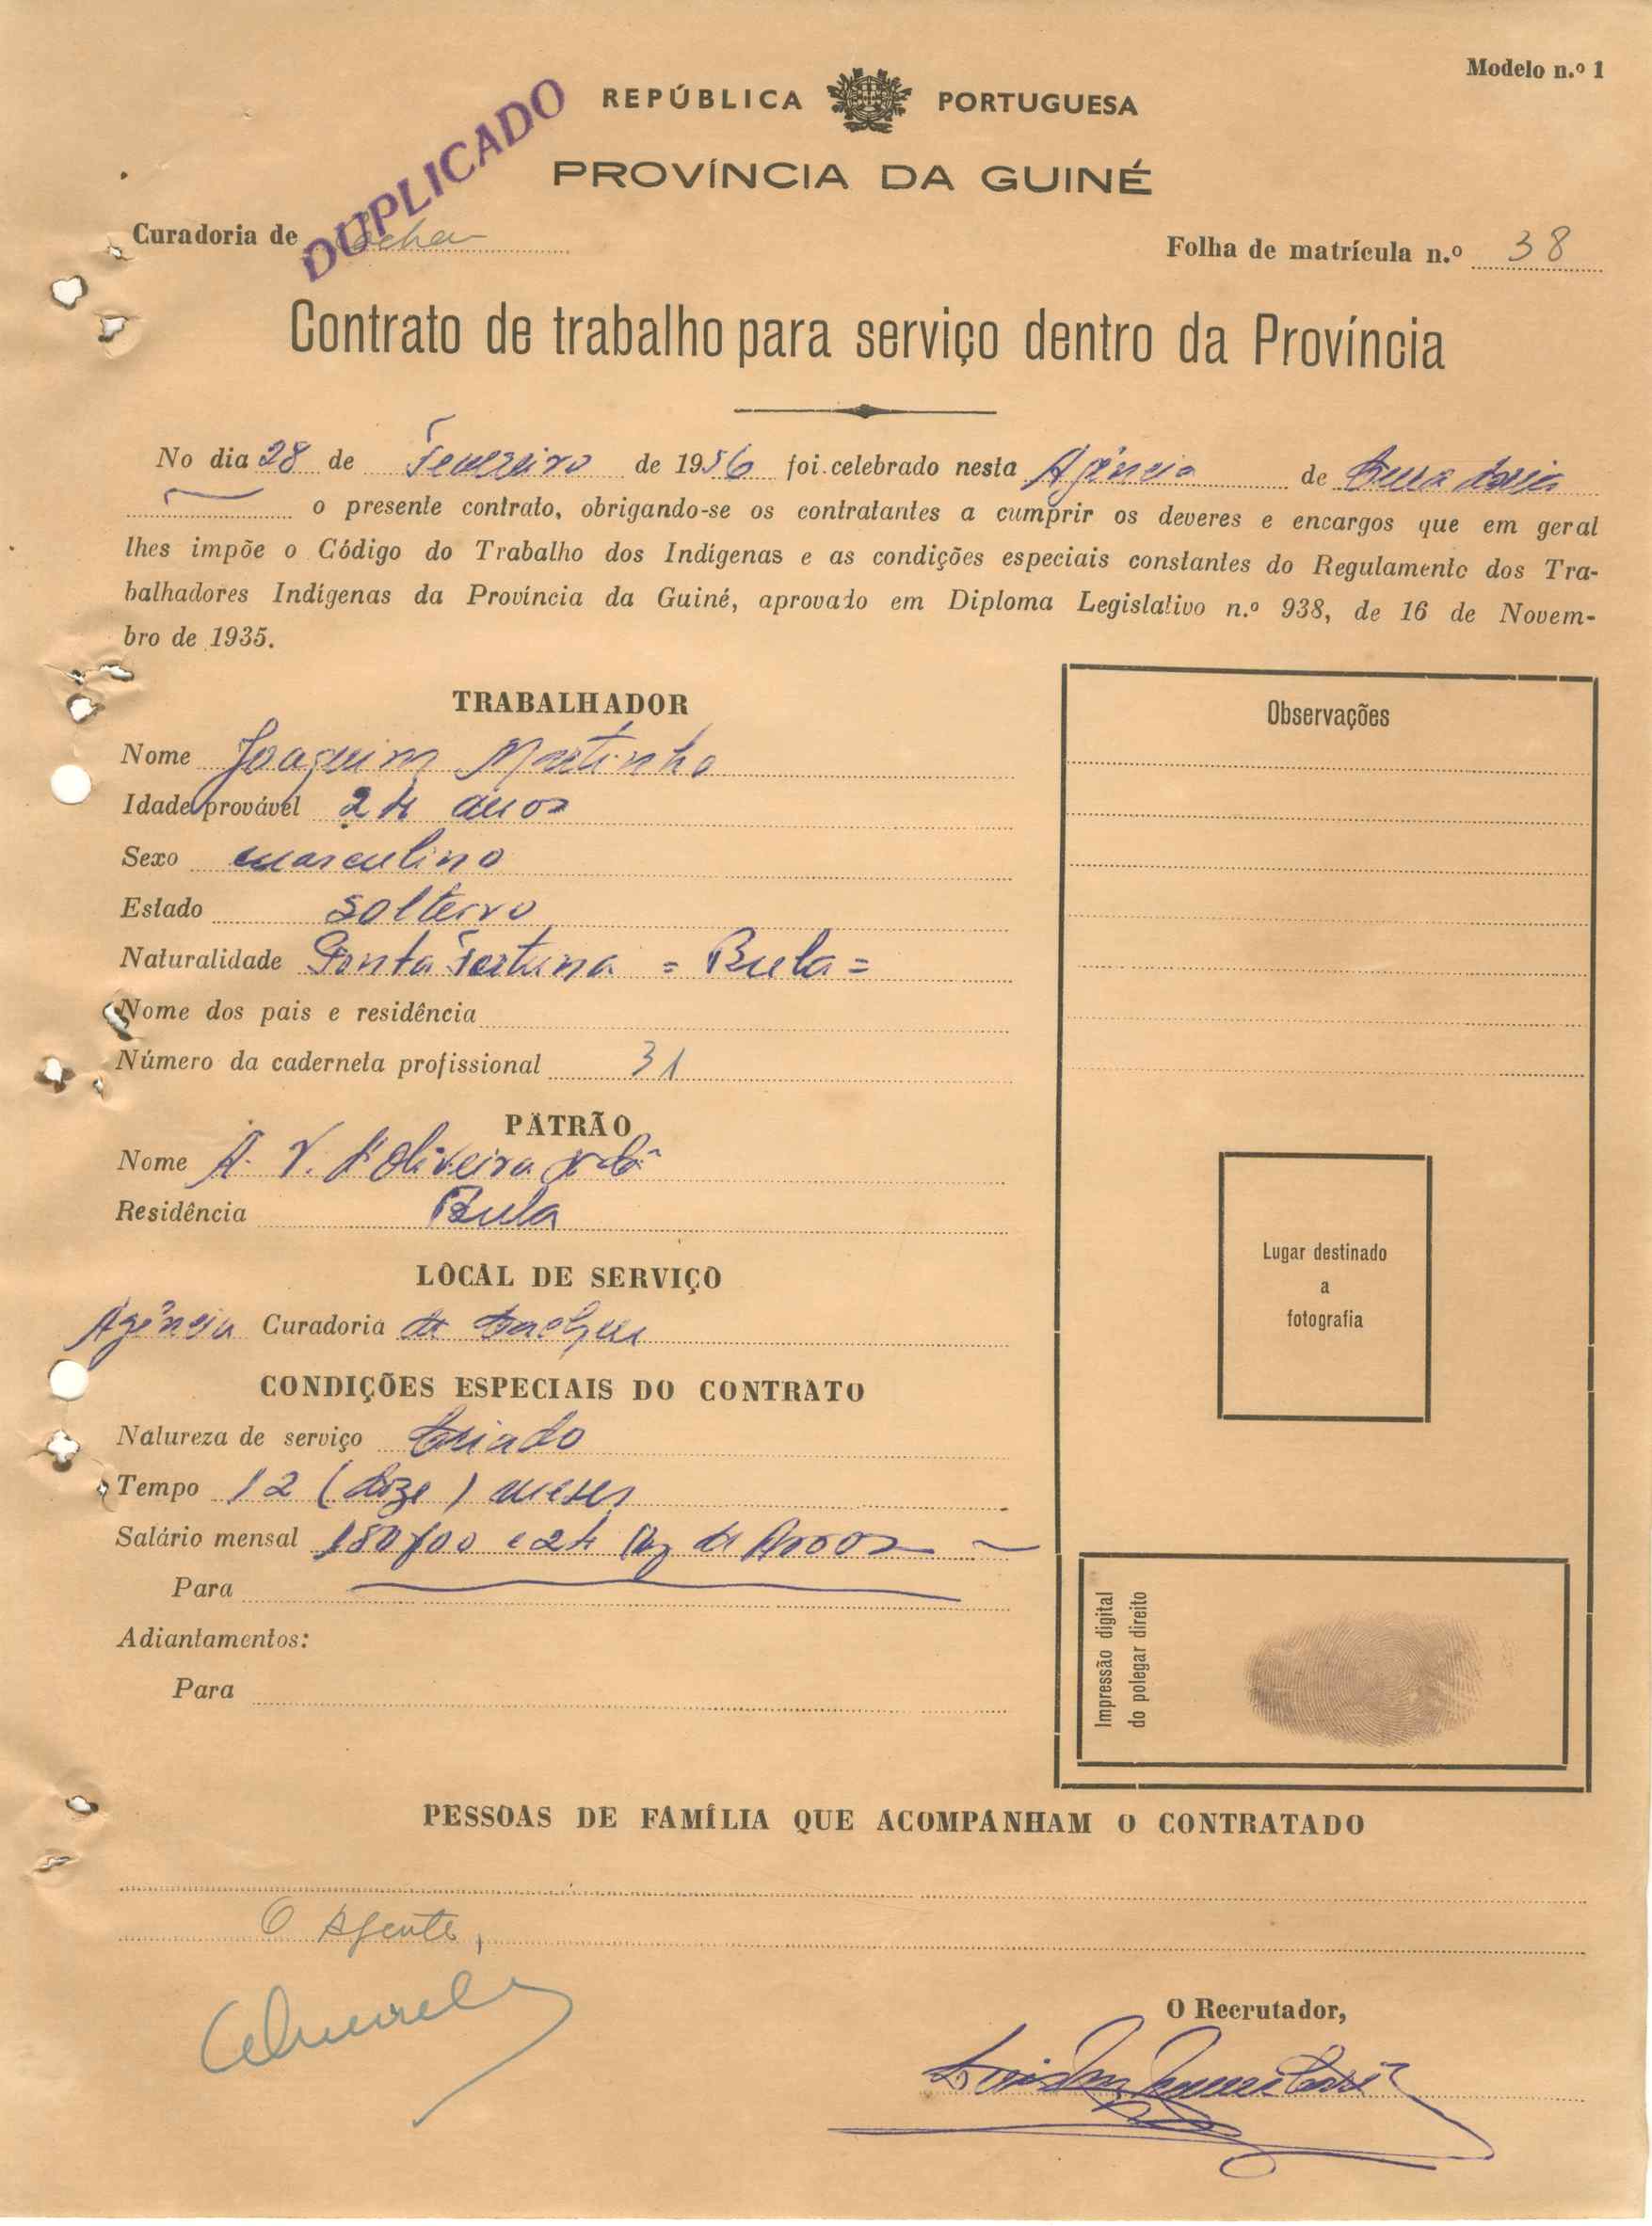 Modelo n.º 1
REPÚBLICA PORTUGUESA
DUPLICADO
PROVÍNCIA DA GUINÉ
Curadoria de
Folha de matrícula n.º 38
Contrato de trabalho para serviço dentro da Província
No dia 28 de Fevereiro de 1956 foi celebrado nesta Agência de Curadoria
o presente contrato, obrigando-se os contratantes a cumprir os deveres e encargos que em geral
lhes impõe o Código do Trabalho dos Indígenas e as condições especiais constantes do Regulamento dos Tra-
balhadores Indígenas da Província da Guiné, aprovado em Diploma Legislativo n.º 938, de 16 de Novem-
bro de 1935.
TRABALHADOR
Nome Joaquim Martinho
Idade provável 24 anos
Sexo masculino
Estado solteiro
Naturalidade Ponta Fortuna = Bula =
Nome dos pais e residência
Número da caderneta profissional 31
PATRÃO
Nome A. V. d'Oliveira & Cª
Residência Bula
LOCAL DE SERVIÇO
Agência Curadoria de Cacheu
CONDIÇÕES ESPECIAIS DO CONTRATO
Natureza de serviço Criado
Tempo 12 (doze) meses
Salário mensal 180$00 e 24 kg de Arroz
Para
Adiantamentos:
Para
Observações
Lugar destinado
a
fotografia
Impressão digital
do polegar direito
PESSOAS DE FAMÍLIA QUE ACOMPANHAM O CONTRATADO
O Agente,
O Recrutador,